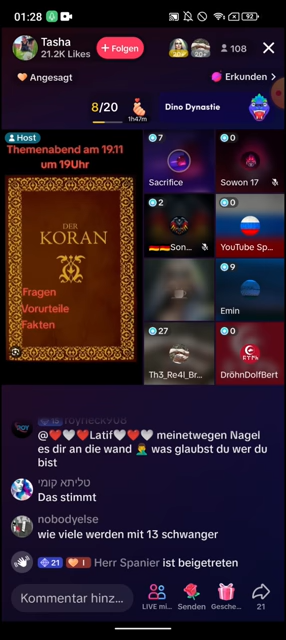 01:28
92
Tasha
21.2K Likes
+ Folgen
108
Angesagt
Erkunden >
8/20
1h47m
Dino Dynastie
Host
Themenabend am 19.11
um 19Uhr
DER
KORAN
Fragen
Vorurteile
Fakten
7
Sacrifice
0
Sowon 17
2
Son...
0
YouTube Sp...
9
Emin
27
Th3_Re4l_Br...
0
DröhnDolfBert
@❤️🤍❤️Latif🤍❤️🤍 meinetwegen Nagel
es dir an die wand 🤦‍♂️ was glaubst du wer du
bist
טליתא קומי
Das stimmt
nobodyelse
wie viele werden mit 13 schwanger
21
I
Herr Spanier ist beigetreten
Kommentar hinz...
LIVE mi...
Senden
Gesche...
21